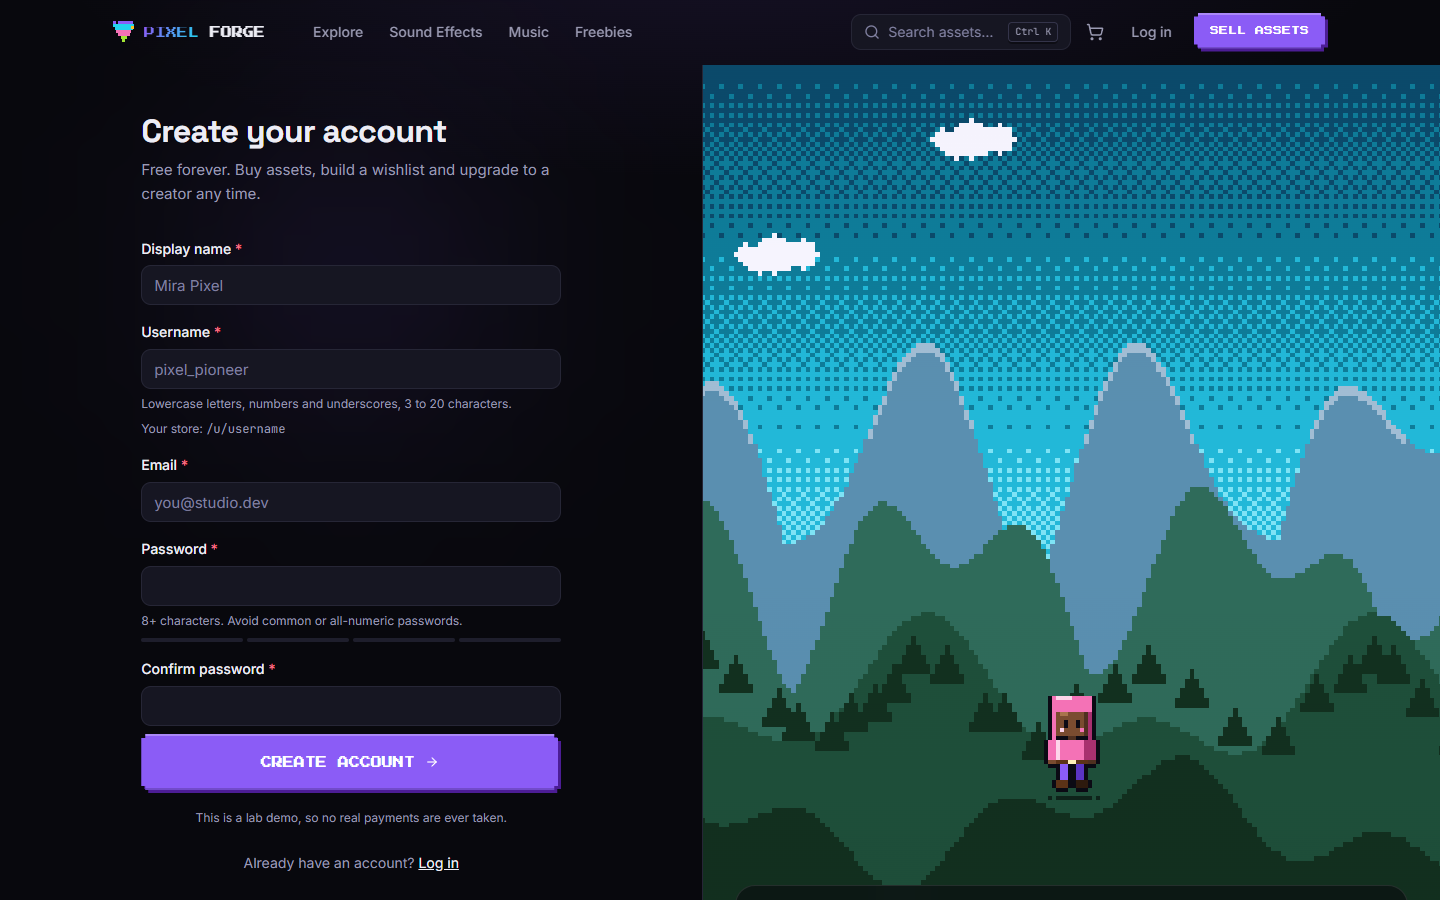 PIXEL FORGE
Explore
Sound Effects
Music
Freebies
Search assets...
Ctrl K
Log in
SELL ASSETS
Create your account
Free forever. Buy assets, build a wishlist and upgrade to a
creator any time.
Display name *
Mira Pixel
Username *
pixel_pioneer
Lowercase letters, numbers and underscores, 3 to 20 characters.
Your store: /u/username
Email *
you@studio.dev
Password *
8+ characters. Avoid common or all-numeric passwords.
Confirm password *
CREATE ACCOUNT →
This is a lab demo, so no real payments are ever taken.
Already have an account? Log in